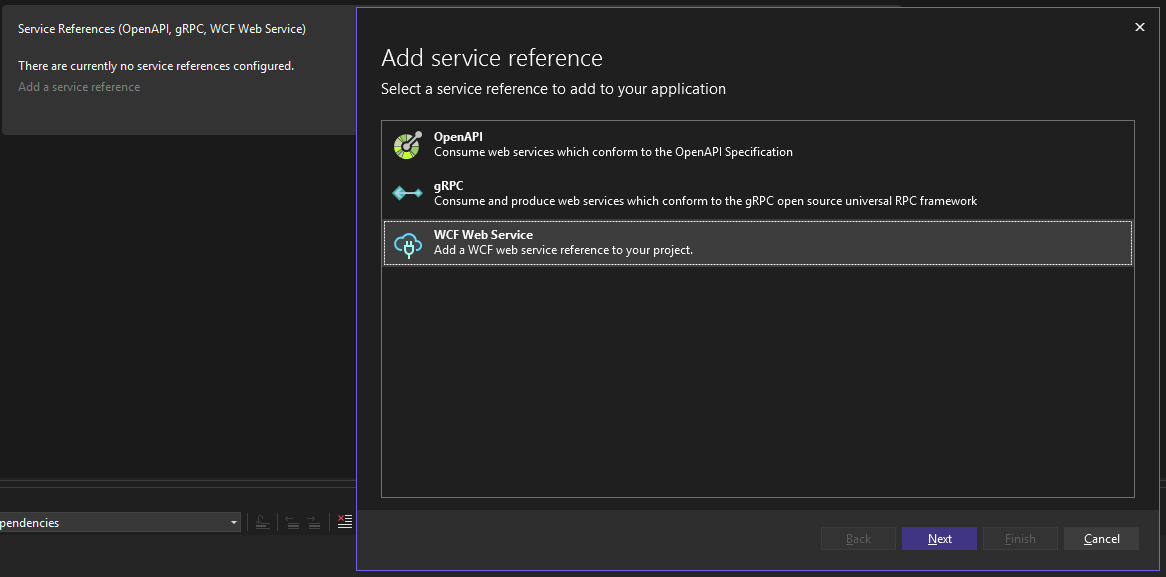 Service References (OpenAPI, gRPC, WCF Web Service)
There are currently no service references configured.
Add a service reference
Add service reference
Select a service reference to add to your application
OpenAPI
Consume web services which conform to the OpenAPI Specification
gRPC
Consume and produce web services which conform to the gRPC open source universal RPC framework
WCF Web Service
Add a WCF web service reference to your project.
pendencies
Back
Next
Finish
Cancel